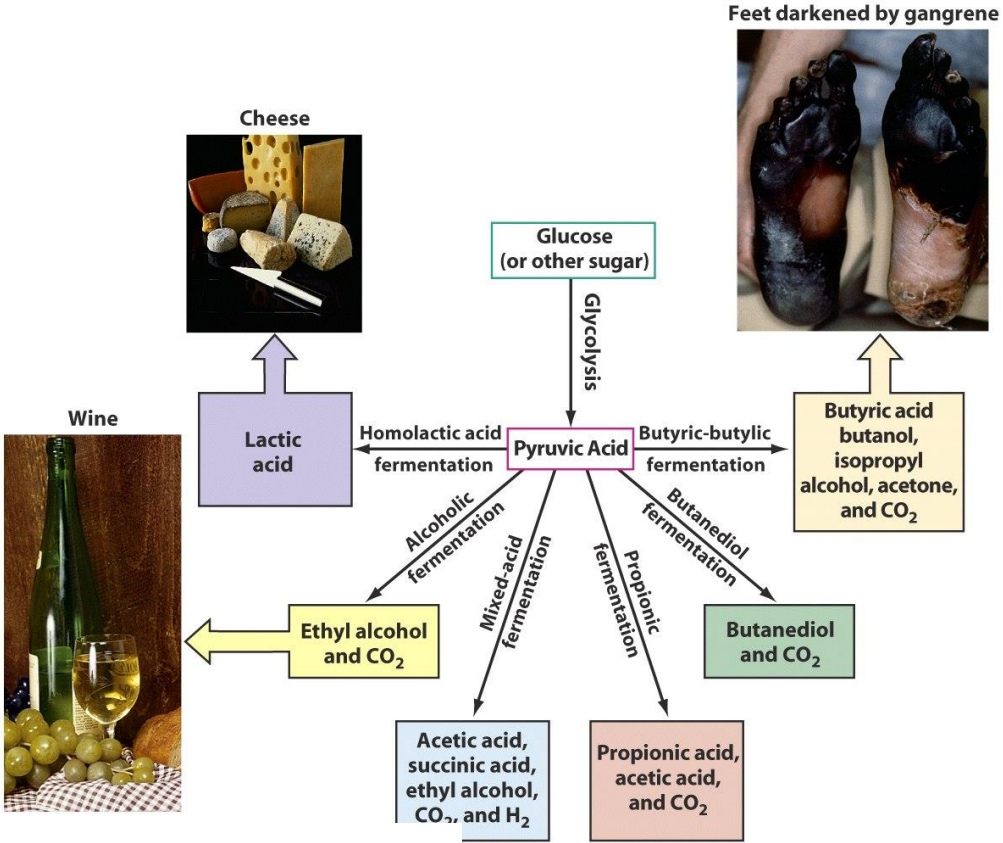 Feet darkened by gangrene
Cheese
Glucose
(or other sugar)
Glycolysis
Wine
Lactic
acid
Homolactic acid
fermentation
Pyruvic Acid
Butyric-butylic
fermentation
Butyric acid
butanol,
isopropyl
alcohol, acetone,
and CO₂
Alcoholic
fermentation
Mixed-acid
fermentation
Propionic
fermentation
Butanediol
fermentation
Ethyl alcohol
and CO₂
Butanediol
and CO₂
Acetic acid,
succinic acid,
ethyl alcohol,
CO₂, and H₂
Propionic acid,
acetic acid,
and CO₂